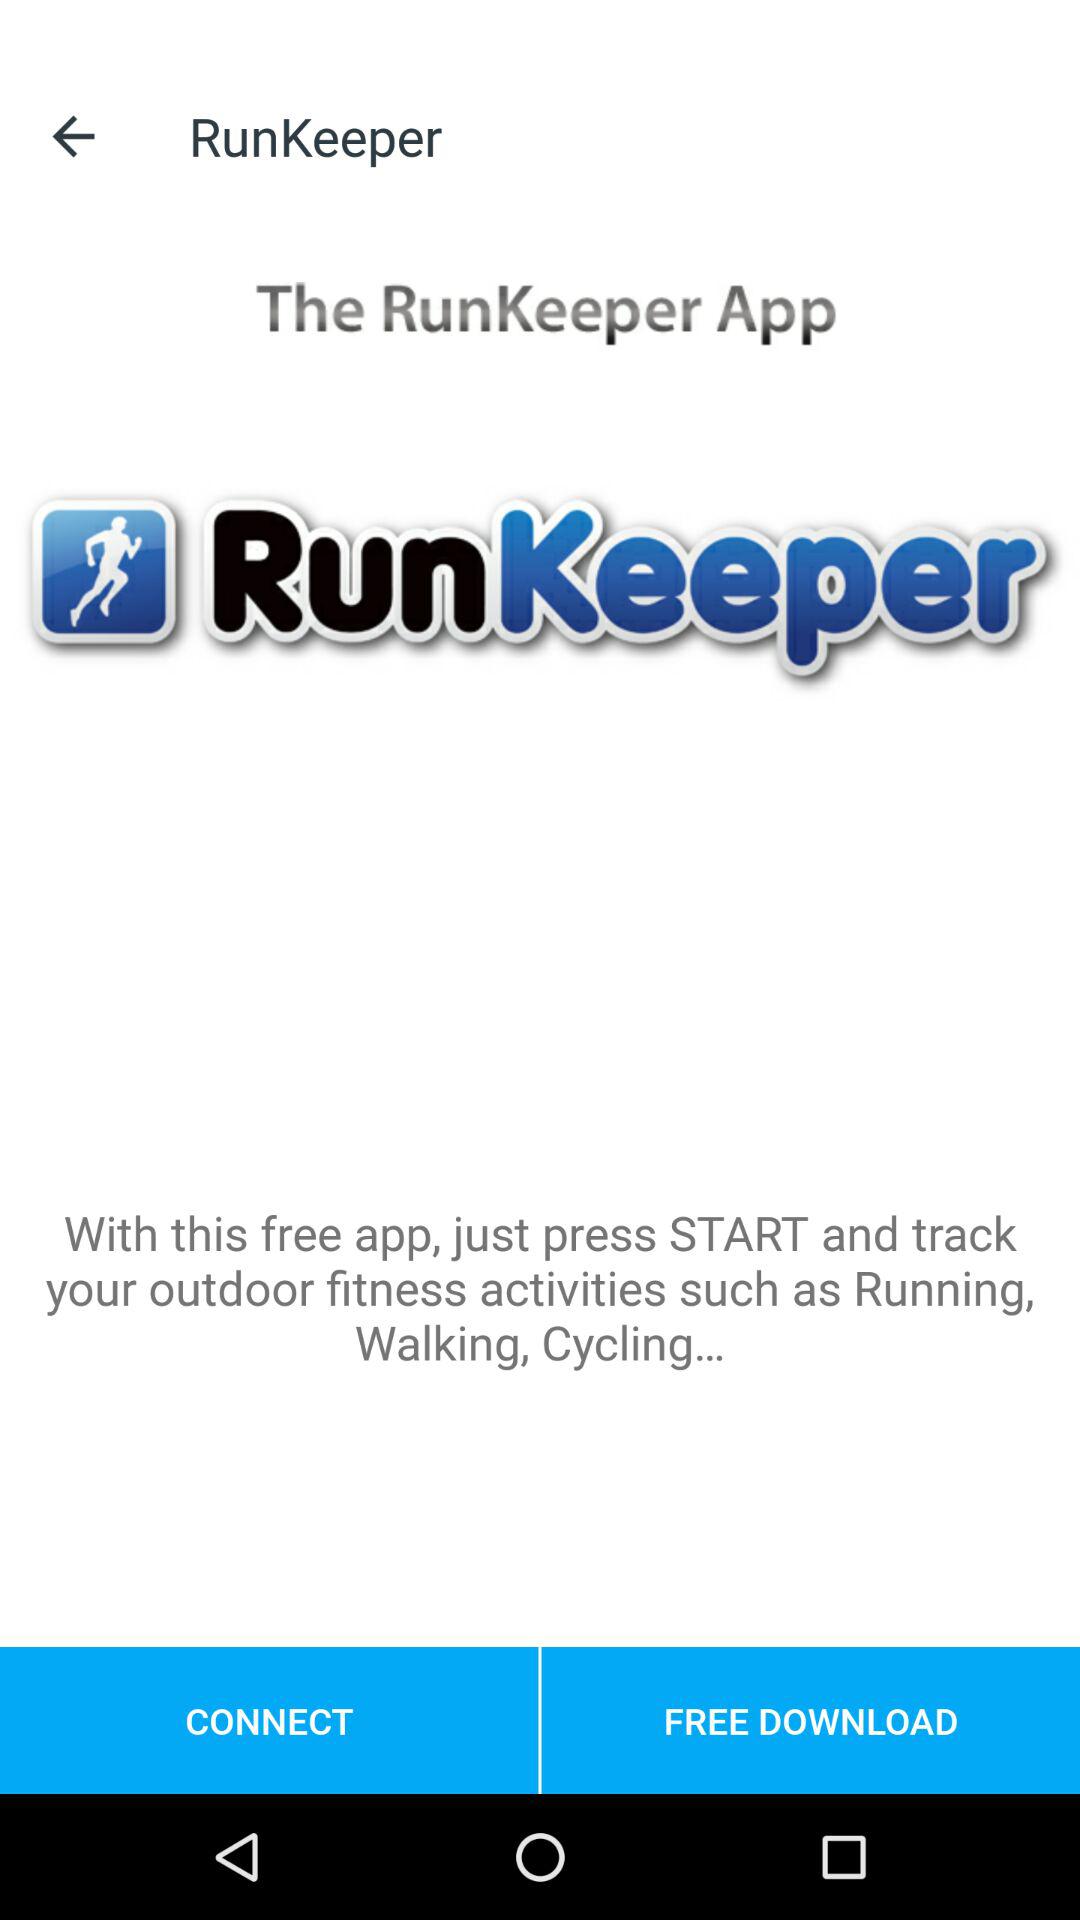 RunKeeper
The RunKeeper App
RunKeeper
With this free app, just press START and track
your outdoor fitness activities such as Running,
Walking, Cycling…
CONNECT
FREE DOWNLOAD